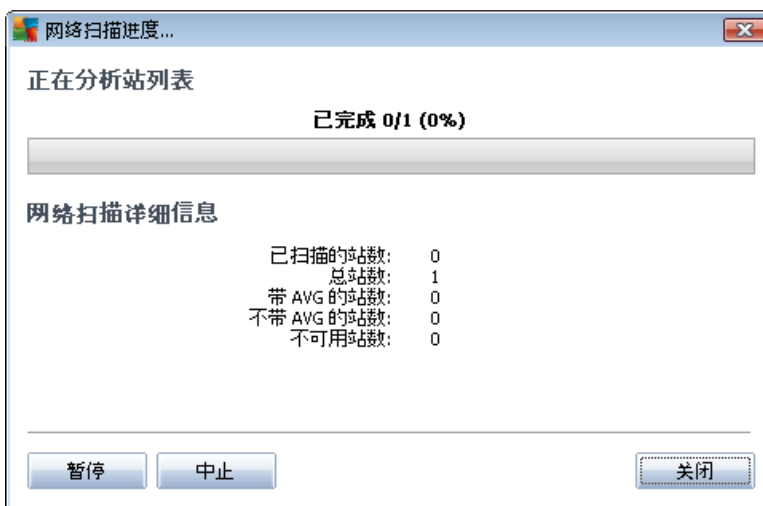 网络扫描进度...
正在分析站列表
已完成 0/1 (0%)
网络扫描详细信息
已扫描的站数: 0
总站数: 1
带 AVG 的站数: 0
不带 AVG 的站数: 0
不可用站数: 0
暂停 中止 关闭